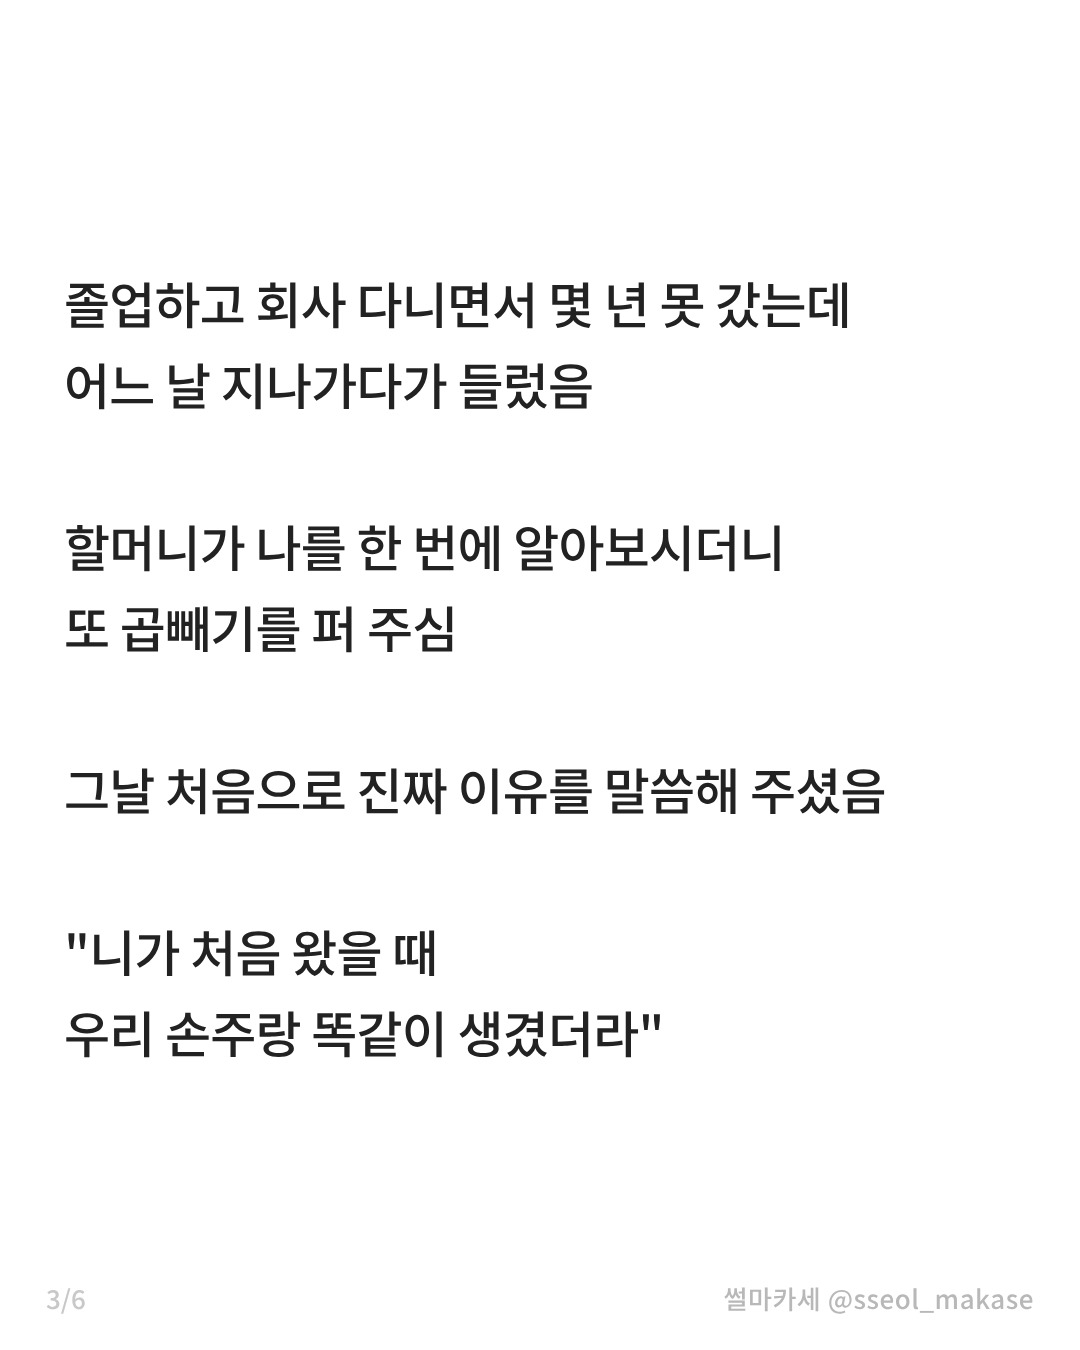 졸업하고 회사 다니면서 몇 년 못 갔는데
어느 날 지나가다가 들렀음
할머니가 나를 한 번에 알아보시더니
또 곱빼기를 퍼 주심
그날 처음으로 진짜 이유를 말씀해 주셨음
"니가 처음 왔을 때
우리 손주랑 똑같이 생겼더라"
3/6
썰마카세 @sseol_makase